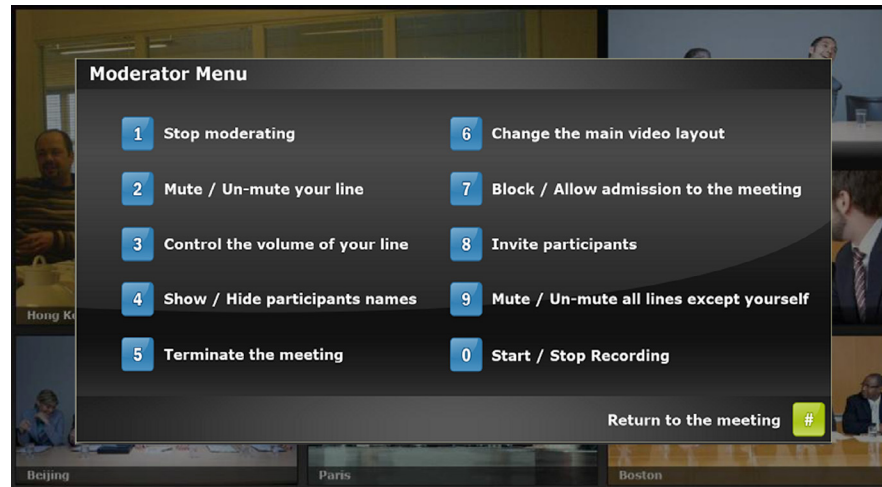 Moderator Menu
1 Stop moderating
2 Mute / Un-mute your line
3 Control the volume of your line
4 Show / Hide participants names
5 Terminate the meeting
6 Change the main video layout
7 Block / Allow admission to the meeting
8 Invite participants
9 Mute / Un-mute all lines except yourself
0 Start / Stop Recording
Return to the meeting #
Hong
Beijing
Paris
Boston